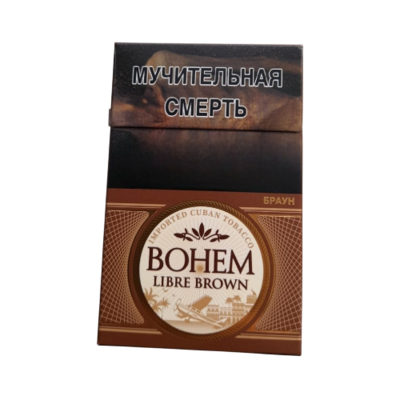 МУЧИТЕЛЬНАЯ
СМЕРТЬ
БРАУН
IMPORTED CUBAN TOBACCO
BOHEM
LIBRE BROWN